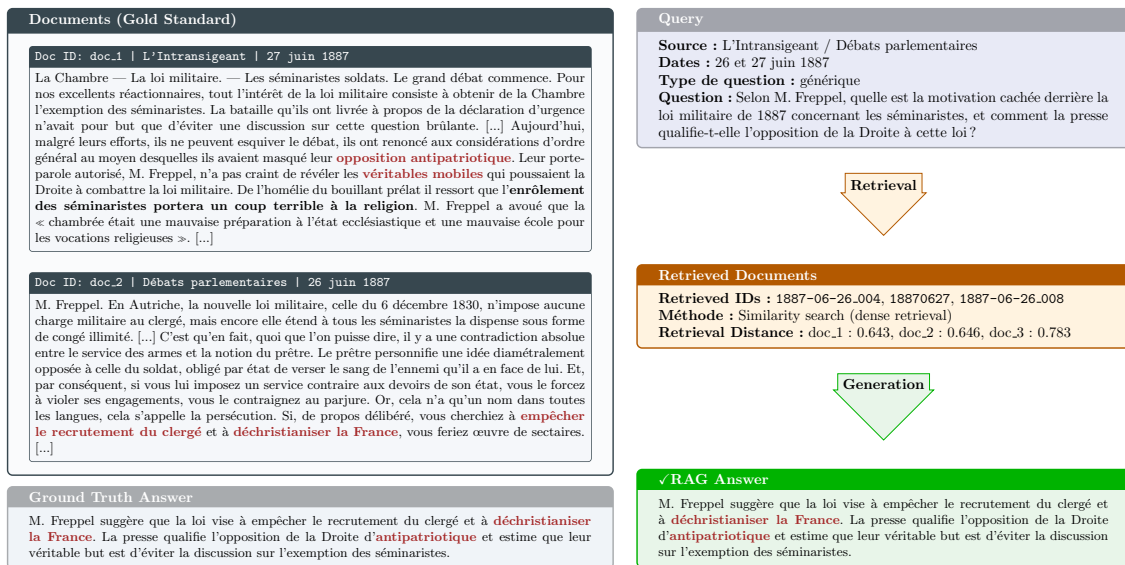 Documents (Gold Standard)
Doc ID: doc_1 | L'Intransigeant | 27 juin 1887
La Chambre — La loi militaire. — Les séminaristes soldats. Le grand débat commence. Pour
nos excellents réactionnaires, tout l'intérêt de la loi militaire consiste à obtenir de la Chambre
l'exemption des séminaristes. La bataille qu'ils ont livrée à propos de la déclaration d'urgence
n'avait pour but que d'éviter une discussion sur cette question brûlante. [...] Aujourd'hui,
malgré leurs efforts, ils ne peuvent esquiver le débat, ils ont renoncé aux considérations d'ordre
général au moyen desquelles ils avaient masqué leur opposition antipatriotique. Leur porte-
parole autorisé, M. Freppel, n'a pas craint de révéler les véritables mobiles qui poussaient la
Droite à combattre la loi militaire. De l'homélie du bouillant prélat il ressort que l'enrôlement
des séminaristes portera un coup terrible à la religion. M. Freppel a avoué que la
≪ chambrée était une mauvaise préparation à l'état ecclésiastique et une mauvaise école pour
les vocations religieuses ≫. [...]
Doc ID: doc_2 | Débats parlementaires | 26 juin 1887
M. Freppel. En Autriche, la nouvelle loi militaire, celle du 6 décembre 1830, n'impose aucune
charge militaire au clergé, mais encore elle étend à tous les séminaristes la dispense sous forme
de congé illimité. [...] C'est qu'en fait, quoi que l'on puisse dire, il y a une contradiction absolue
entre le service des armes et la notion du prêtre. Le prêtre personnifie une idée diamétralement
opposée à celle du soldat, obligé par état de verser le sang de l'ennemi qu'il a en face de lui. Et,
par conséquent, si vous lui imposez un service contraire aux devoirs de son état, vous le forcez
à violer ses engagements, vous le contraignez au parjure. Or, cela n'a qu'un nom dans toutes
les langues, cela s'appelle la persécution. Si, de propos délibéré, vous cherchiez à empêcher
le recrutement du clergé et à déchristianiser la France, vous feriez œuvre de sectaires.
[...]
Ground Truth Answer
M. Freppel suggère que la loi vise à empêcher le recrutement du clergé et à déchristianiser
la France. La presse qualifie l'opposition de la Droite d'antipatriotique et estime que leur
véritable but est d'éviter la discussion sur l'exemption des séminaristes.
Query
Source : L'Intransigeant / Débats parlementaires
Dates : 26 et 27 juin 1887
Type de question : générique
Question : Selon M. Freppel, quelle est la motivation cachée derrière la
loi militaire de 1887 concernant les séminaristes, et comment la presse
qualifie-t-elle l'opposition de la Droite à cette loi ?
Retrieval
Retrieved Documents
Retrieved IDs : 1887-06-26_004, 18870627, 1887-06-26_008
Méthode : Similarity search (dense retrieval)
Retrieval Distance : doc_1 : 0.643, doc_2 : 0.646, doc_3 : 0.783
Generation
✓RAG Answer
M. Freppel suggère que la loi vise à empêcher le recrutement du clergé et
à déchristianiser la France. La presse qualifie l'opposition de la Droite
d'antipatriotique et estime que leur véritable but est d'éviter la discussion
sur l'exemption des séminaristes.